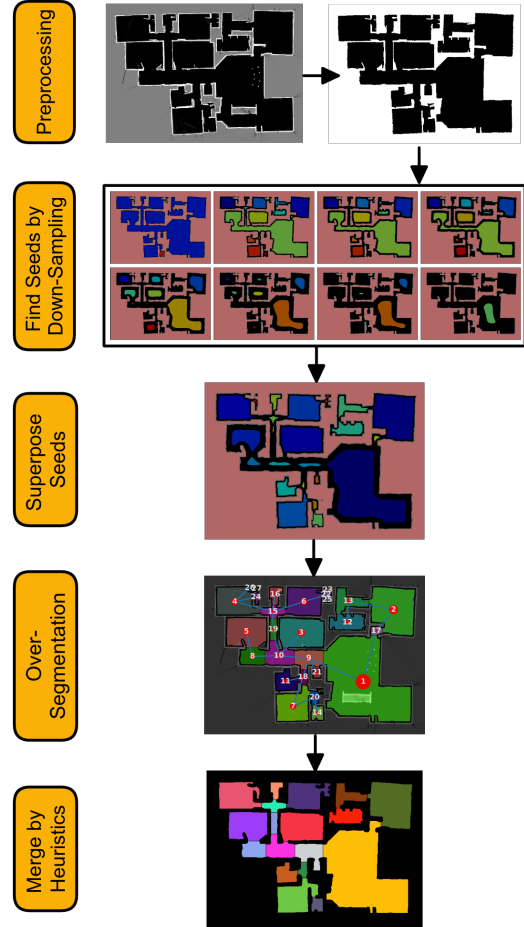 Preprocessing
Find Seeds by
Down-Sampling
Superpose
Seeds
Over-
Segmentation
26 27
24
4
16
6
23
22
25
13
2
15
12
17
19
5
3
8
10
9
1
21
11
18
20
7
14
Merge by
Heuristics